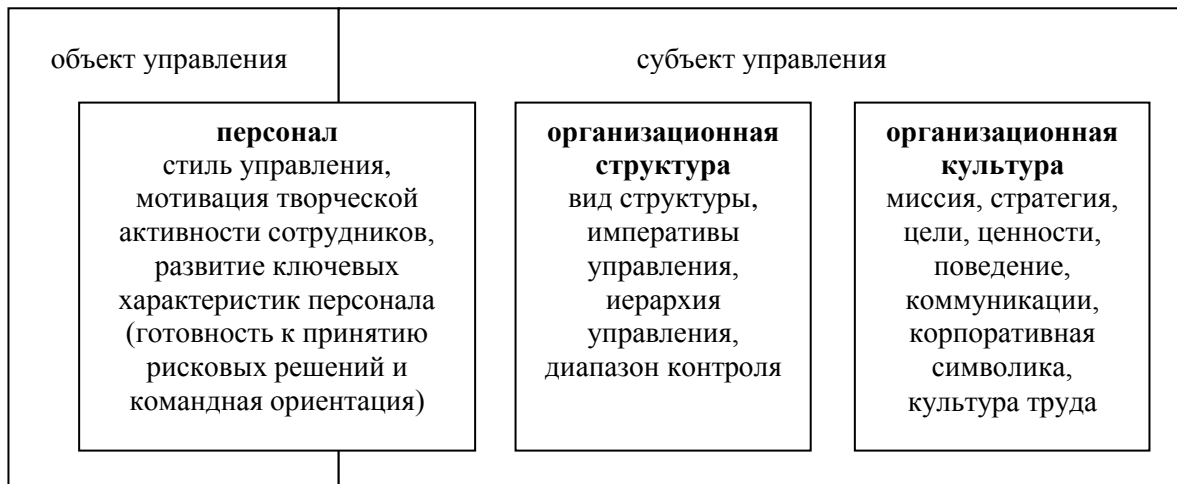 объект управления
субъект управления
персонал
стиль управления,
мотивация творческой
активности сотрудников,
развитие ключевых
характеристик персонала
(готовность к принятию
рисковых решений и
командная ориентация)
организационная
структура
вид структуры,
императивы
управления,
иерархия
управления,
диапазон контроля
организационная
культура
миссия, стратегия,
цели, ценности,
поведение,
коммуникации,
корпоративная
символика,
культура труда